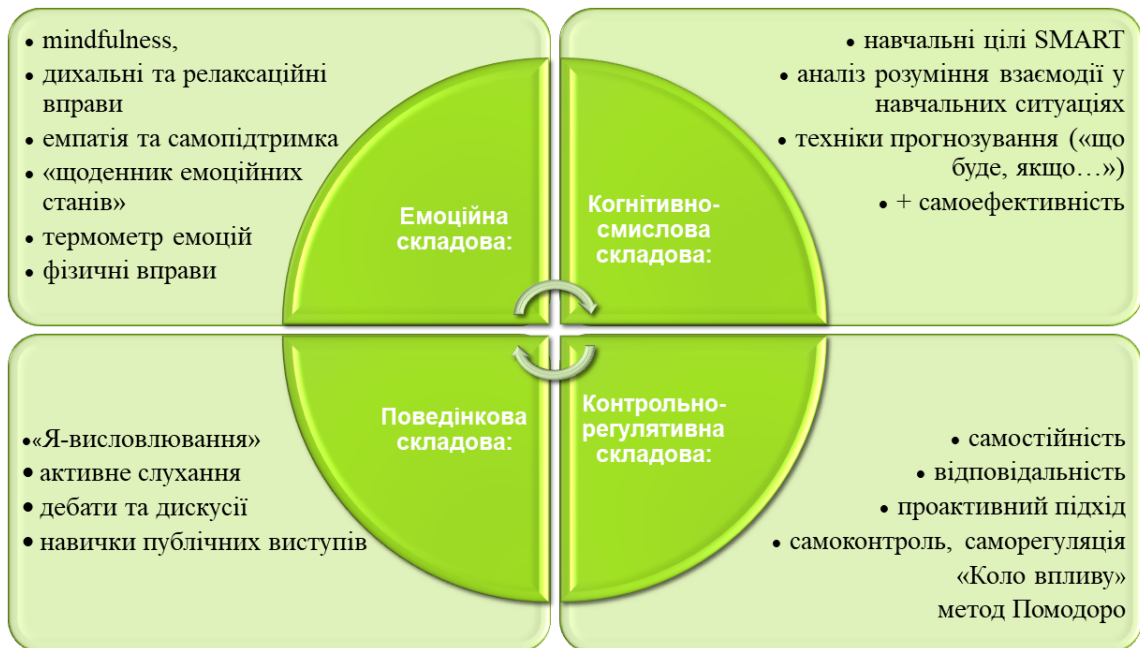 • mindfulness,
• дихальні та релаксаційні
вправи
• емпатія та самопідтримка
• «щоденник емоційних
станів»
• термометр емоцій
• фізичні вправи
Емоційна
складова:
• навчальні цілі SMART
• аналіз розуміння взаємодії у
навчальних ситуаціях
• техніки прогнозування («що
буде, якщо…»)
• + самоефективність
Когнітивно-
смислова
складова:
•«Я-висловлювання»
• активне слухання
• дебати та дискусії
• навички публічних виступів
Поведінкова
складова:
Контрольно-
регулятивна
складова:
• самостійність
• відповідальність
• проактивний підхід
• самоконтроль, саморегуляція
«Коло впливу»
метод Помодоро